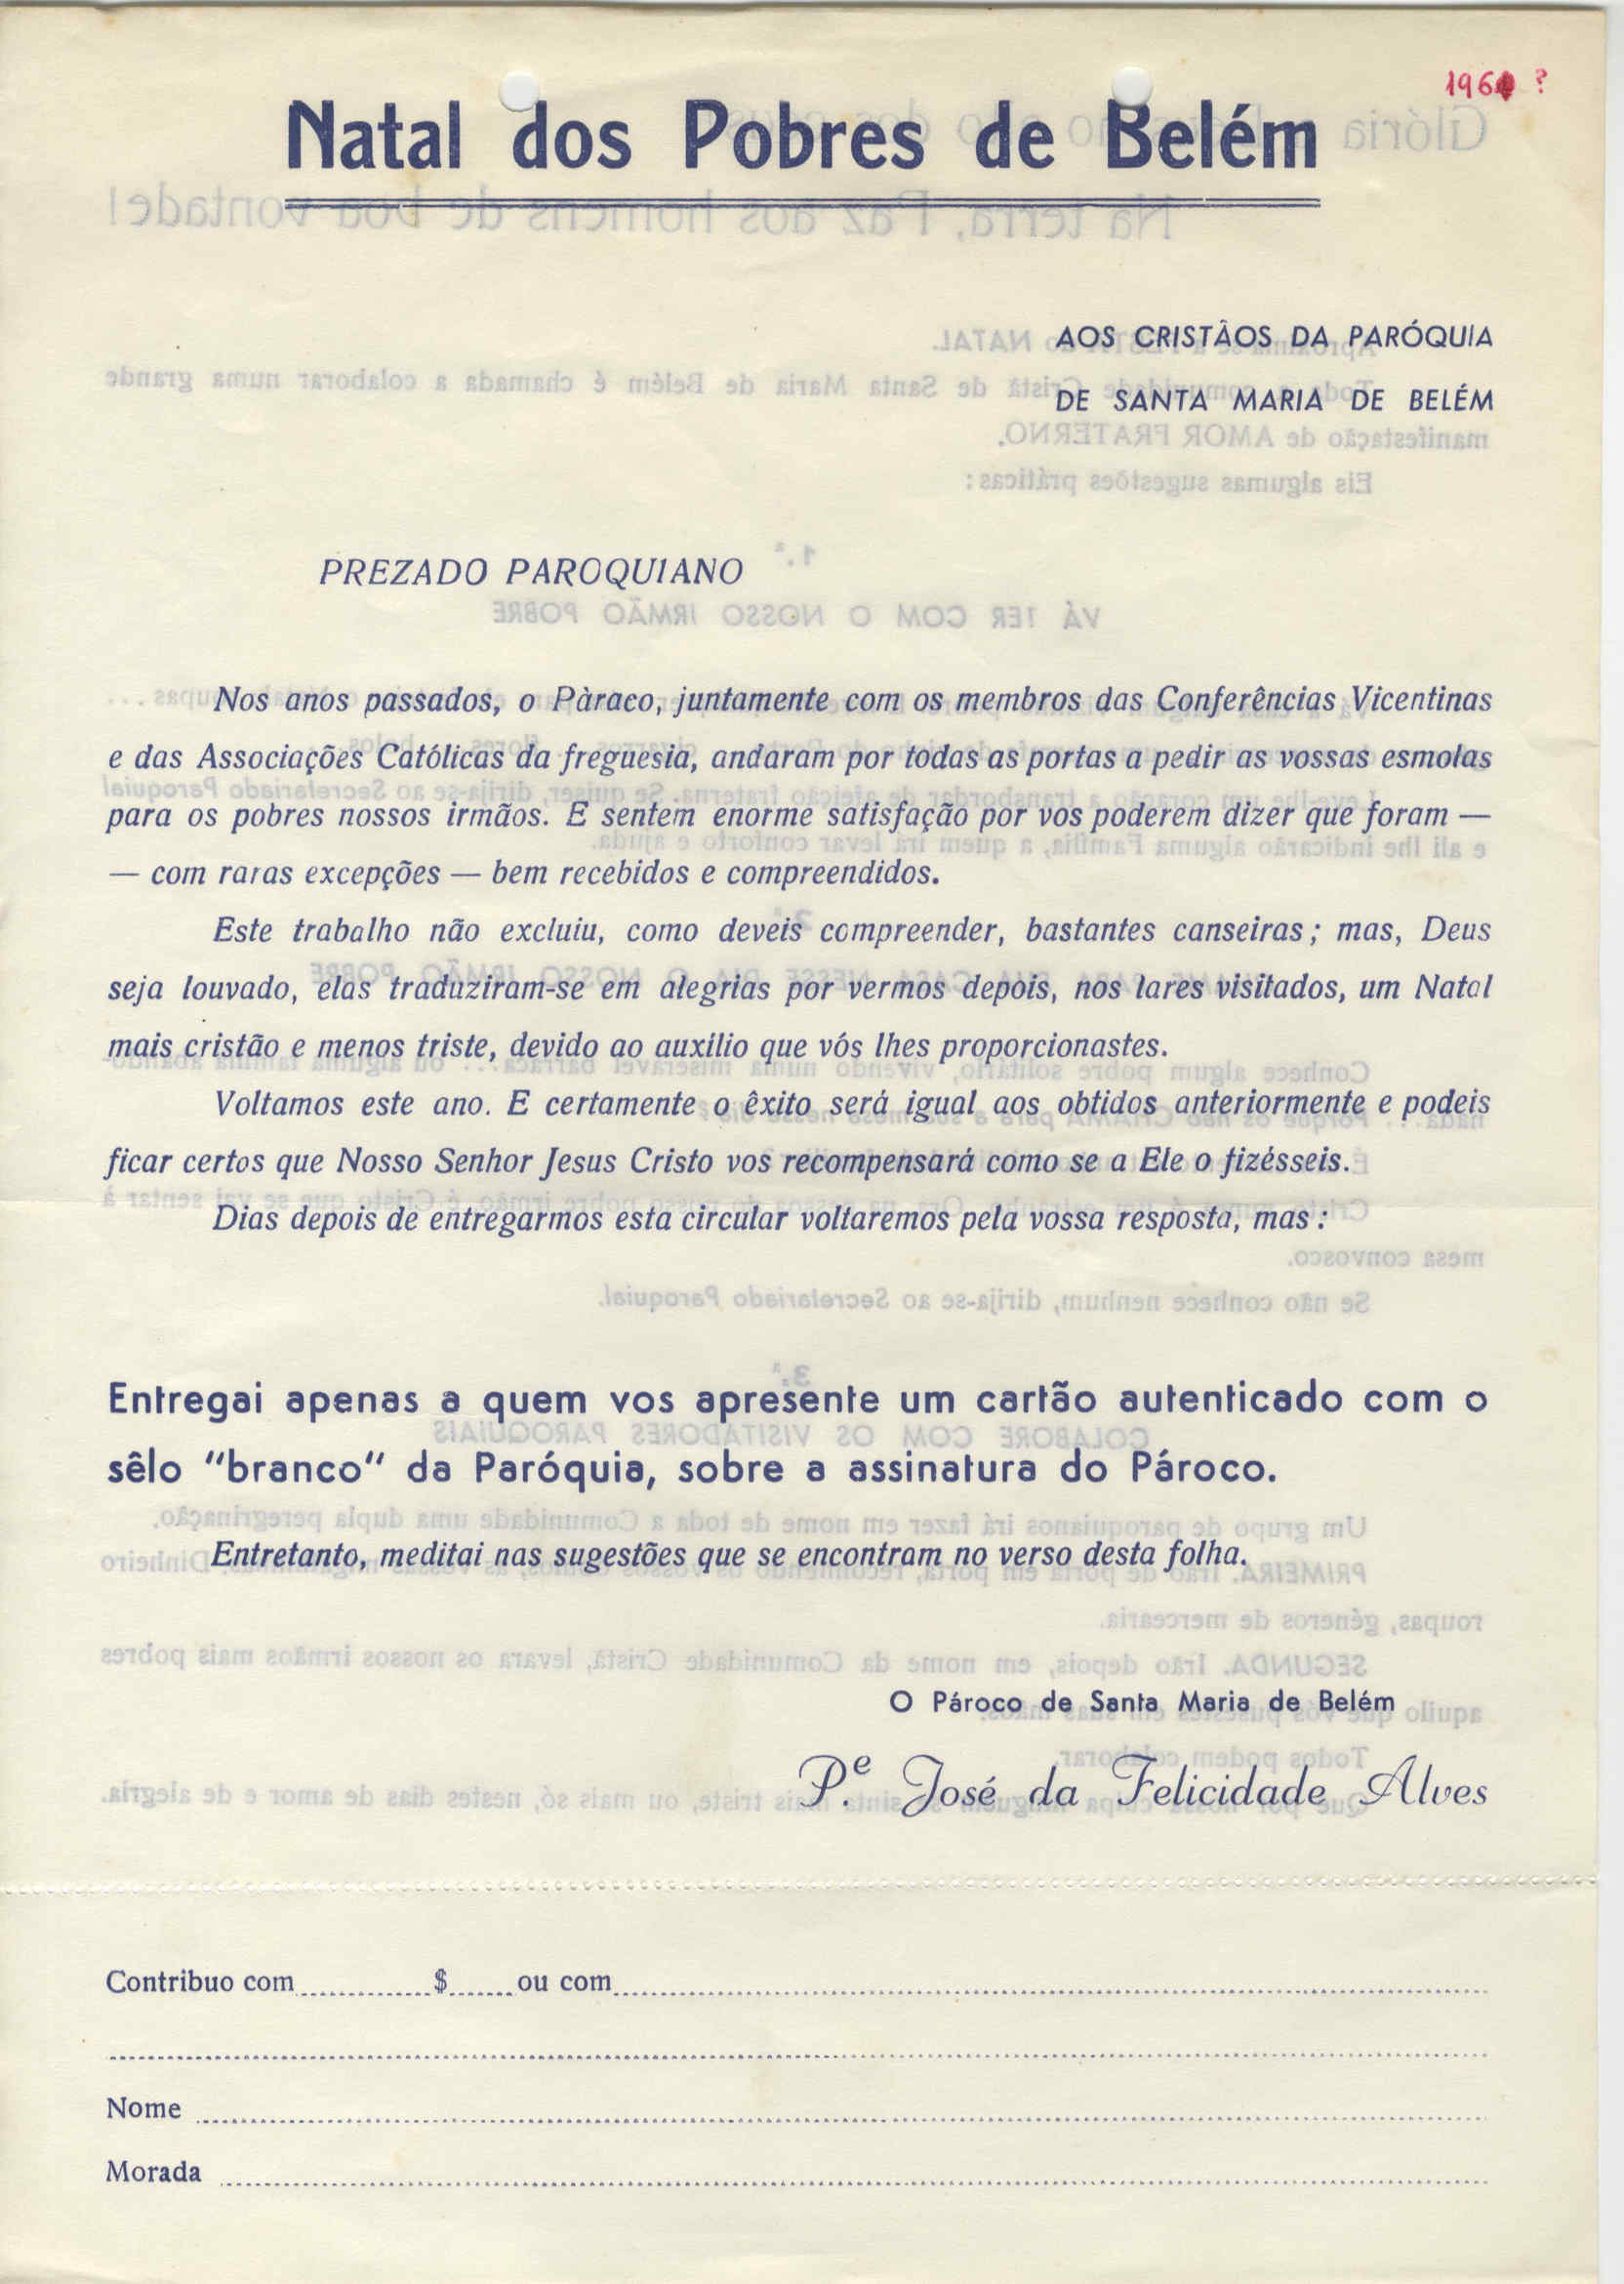 1964 ?
Natal dos Pobres de Belém
AOS CRISTÃOS DA PARÓQUIA
DE SANTA MARIA DE BELÉM
PREZADO PAROQUIANO
Nos anos passados, o Pàraco, juntamente com os membros das Conferências Vicentinas
e das Associações Católicas da freguesia, andaram por todas as portas a pedir as vossas esmolas
para os pobres nossos irmãos. E sentem enorme satisfação por vos poderem dizer que foram —
— com raras excepções — bem recebidos e compreendidos.
Este trabalho não excluiu, como deveis compreender, bastantes canseiras; mas, Deus
seja louvado, elas traduziram-se em alegrias por vermos depois, nos lares visitados, um Natal
mais cristão e menos triste, devido ao auxílio que vós lhes proporcionastes.
Voltamos este ano. E certamente o êxito será igual aos obtidos anteriormente e podeis
ficar certos que Nosso Senhor Jesus Cristo vos recompensará como se a Ele o fizésseis.
Dias depois de entregarmos esta circular voltaremos pela vossa resposta, mas:
Entregai apenas a quem vos apresente um cartão autenticado com o
sêlo "branco" da Paróquia, sobre a assinatura do Pároco.
Entretanto, meditai nas sugestões que se encontram no verso desta folha.
O Pároco de Santa Maria de Belém
P.e José da Felicidade Alves
Contribuo com.............$.......ou com
Nome
Morada